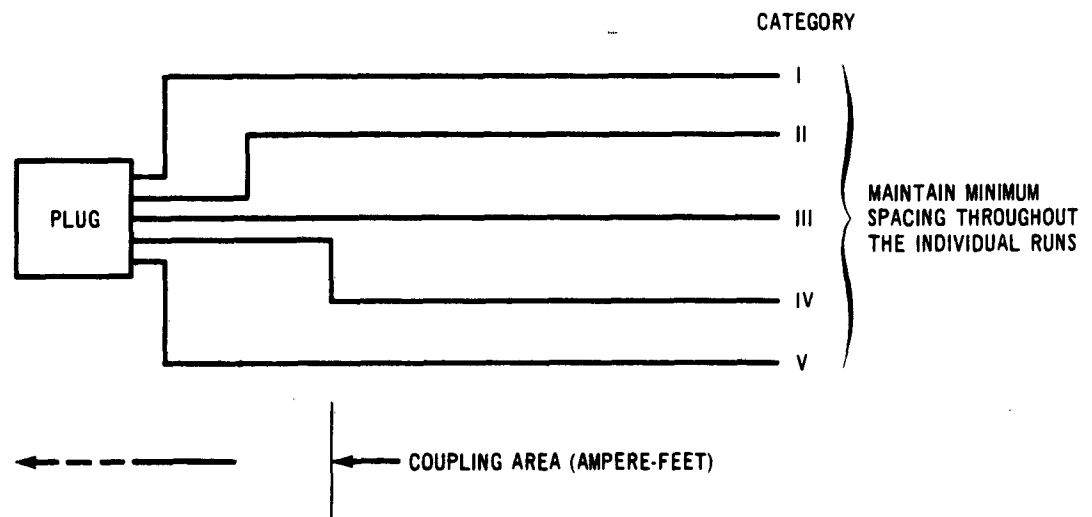 CATEGORY
I
II
PLUG
III
MAINTAIN MINIMUM
SPACING THROUGHOUT
THE INDIVIDUAL RUNS
IV
V
COUPLING AREA (AMPERE-FEET)